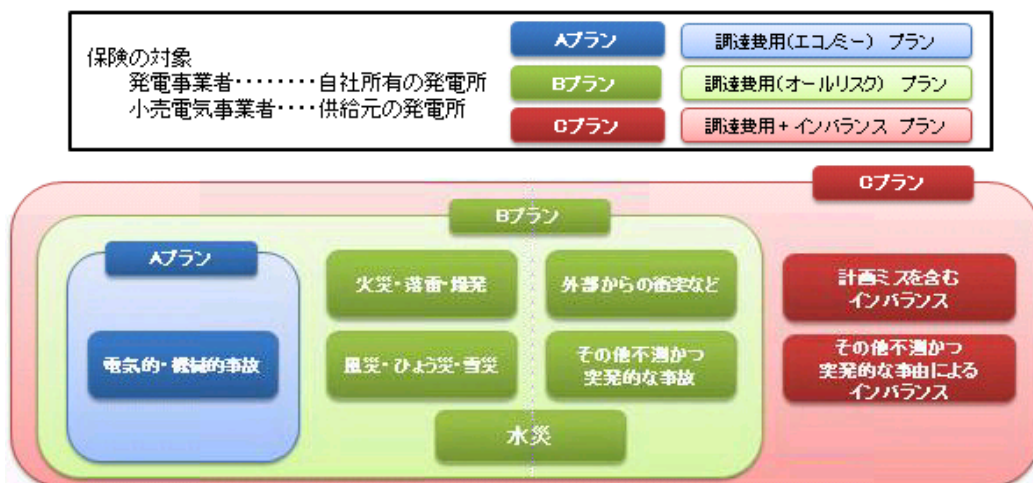 保険の対象
発電事業者‥‥‥‥自社所有の発電所
小売電気事業者‥‥供給元の発電所
Aプラン
調達費用(エコノミー) プラン
Bプラン
調達費用(オールリスク) プラン
Cプラン
調達費用+インバランス プラン
Cプラン
Bプラン
Aプラン
電気的・機械的事故
火災・落雷・爆発
外部からの衝突など
風災・ひょう災・雪災
その他不測かつ
突発的な事故
水災
計画ミスを含む
インバランス
その他不測かつ
突発的な事由による
インバランス